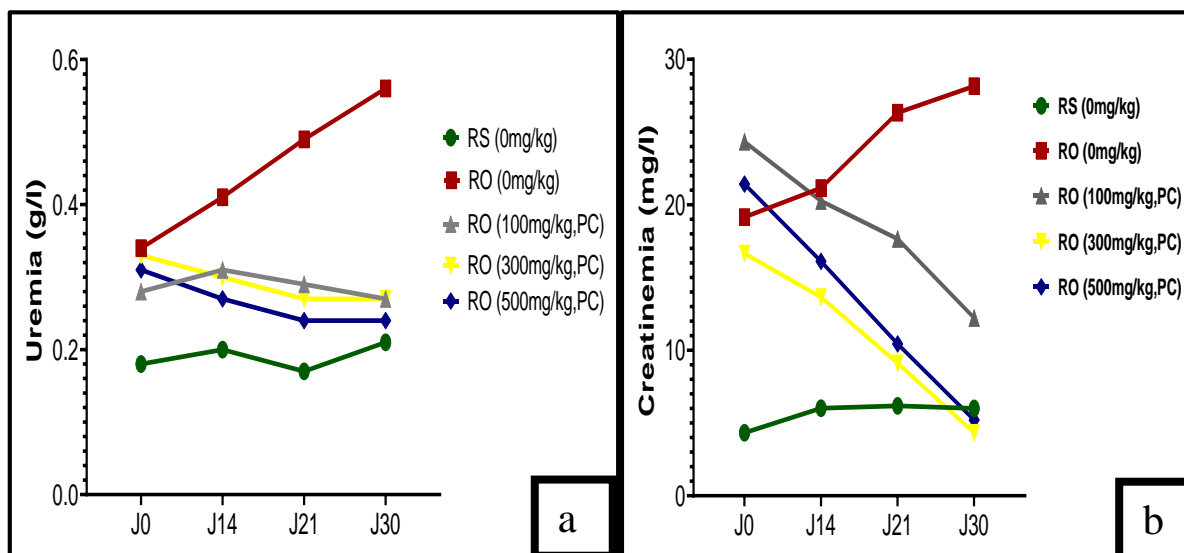 Uremia (g/l)
0.6
0.4
0.2
0.0
J0 J14 J21 J30
RS (0mg/kg)
RO (0mg/kg)
RO (100mg/kg,PC)
RO (300mg/kg,PC)
RO (500mg/kg,PC)
a
Creatinemia (mg/l)
30
20
10
0
J0 J14 J21 J30
RS (0mg/kg)
RO (0mg/kg)
RO (100mg/kg,PC)
RO (300mg/kg,PC)
RO (500mg/kg,PC)
b